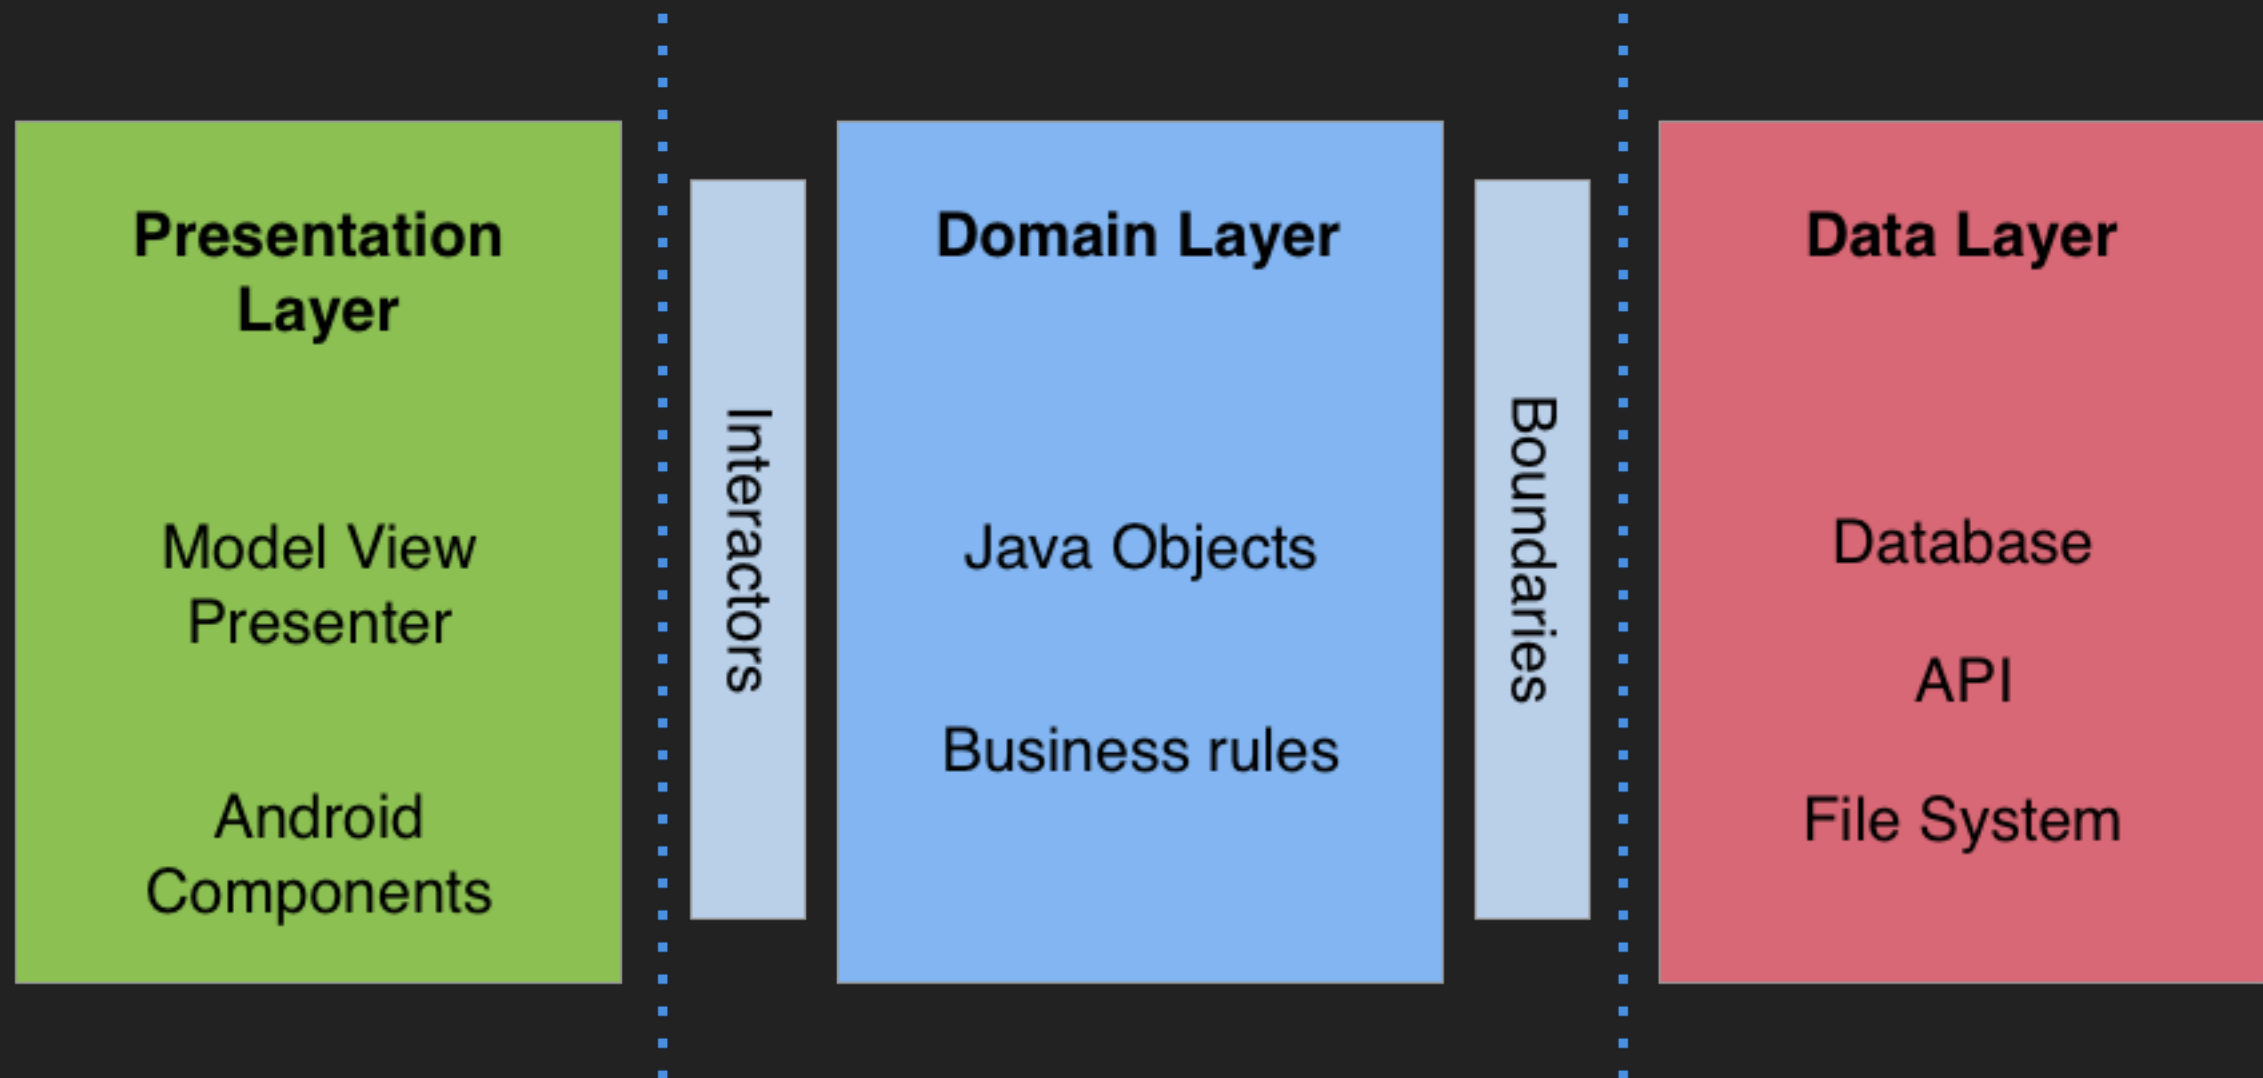 Presentation
Layer
Model View
Presenter
Android
Components
Interactors
Domain Layer
Java Objects
Business rules
Boundaries
Data Layer
Database
API
File System